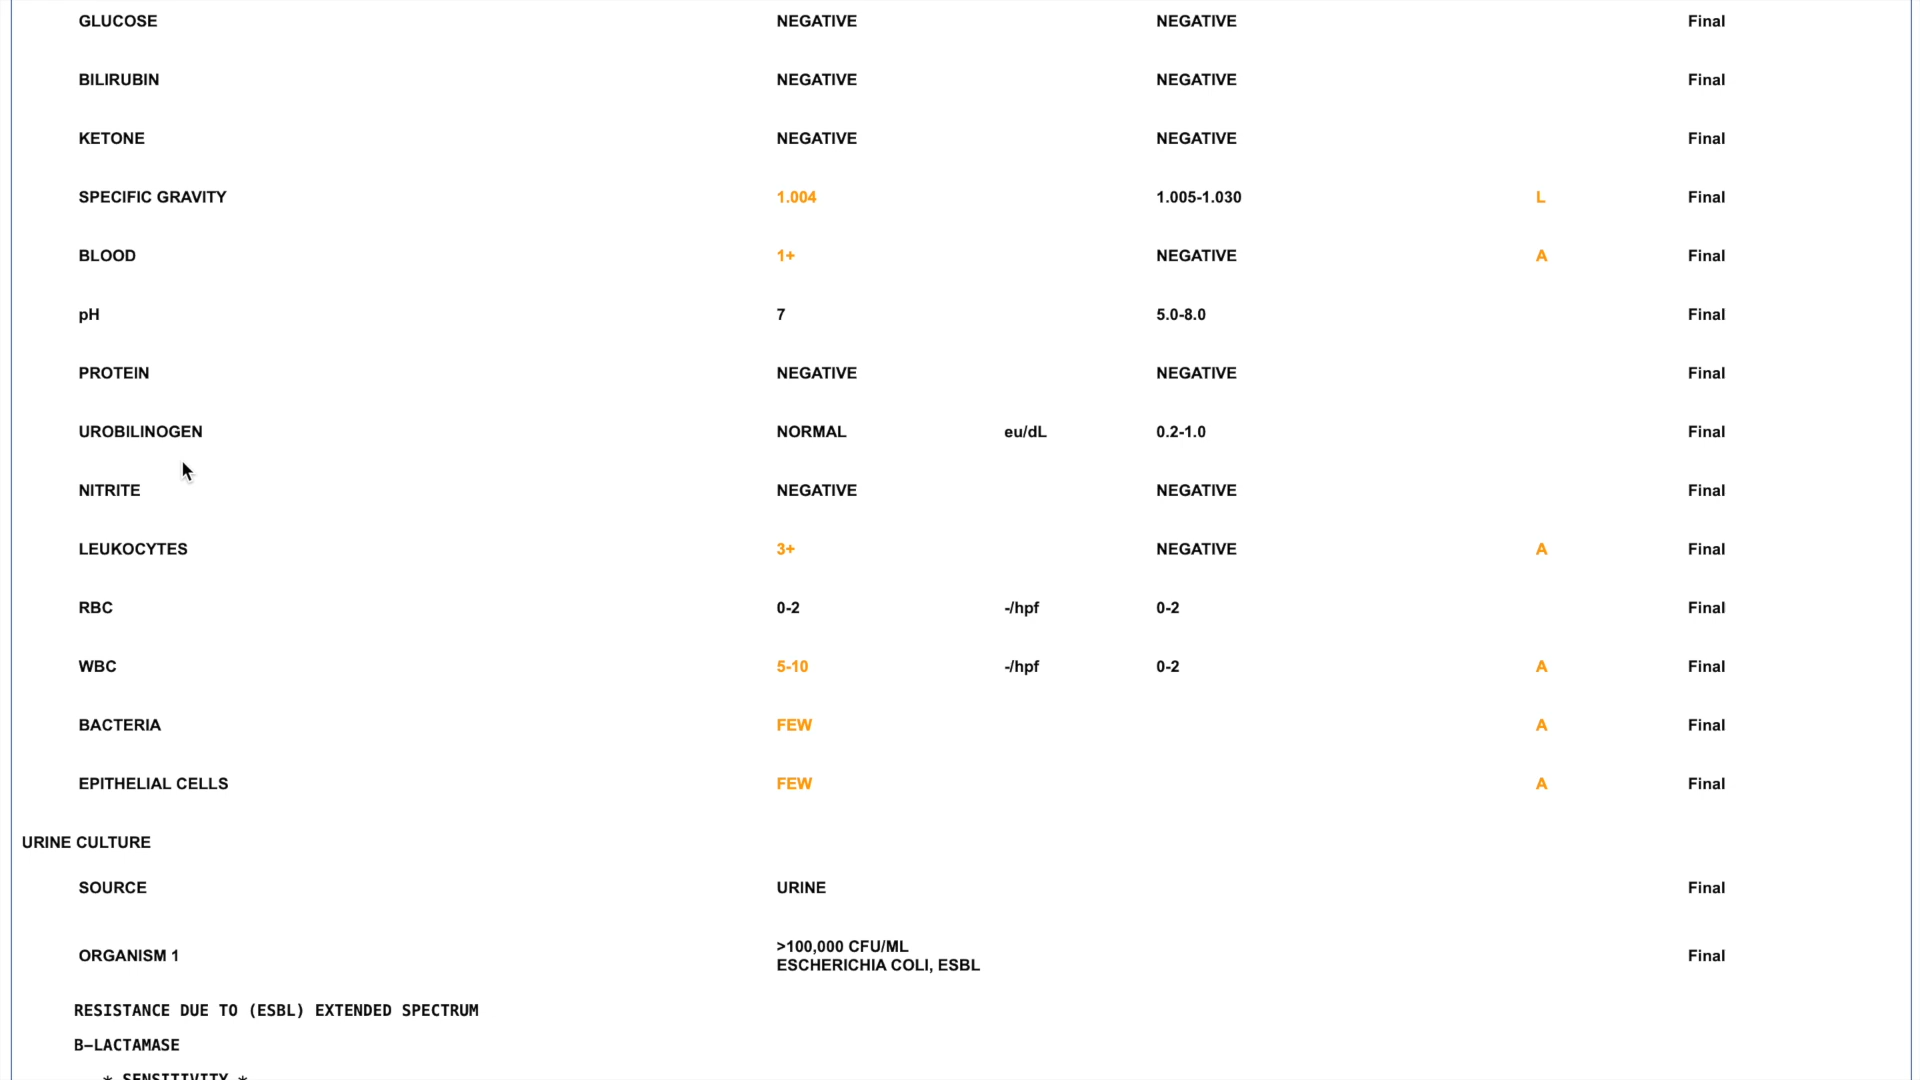 GLUCOSE NEGATIVE NEGATIVE Final
BILIRUBIN NEGATIVE NEGATIVE Final
KETONE NEGATIVE NEGATIVE Final
SPECIFIC GRAVITY 1.004 1.005-1.030 L Final
BLOOD 1+ NEGATIVE A Final
pH 7 5.0-8.0 Final
PROTEIN NEGATIVE NEGATIVE Final
UROBILINOGEN NORMAL eu/dL 0.2-1.0 Final
NITRITE NEGATIVE NEGATIVE Final
LEUKOCYTES 3+ NEGATIVE A Final
RBC 0-2 -/hpf 0-2 Final
WBC 5-10 -/hpf 0-2 A Final
BACTERIA FEW A Final
EPITHELIAL CELLS FEW A Final
URINE CULTURE
SOURCE URINE Final
ORGANISM 1 >100,000 CFU/ML Final
ESCHERICHIA COLI, ESBL
RESISTANCE DUE TO (ESBL) EXTENDED SPECTRUM
B-LACTAMASE
* SENSITIVITY *